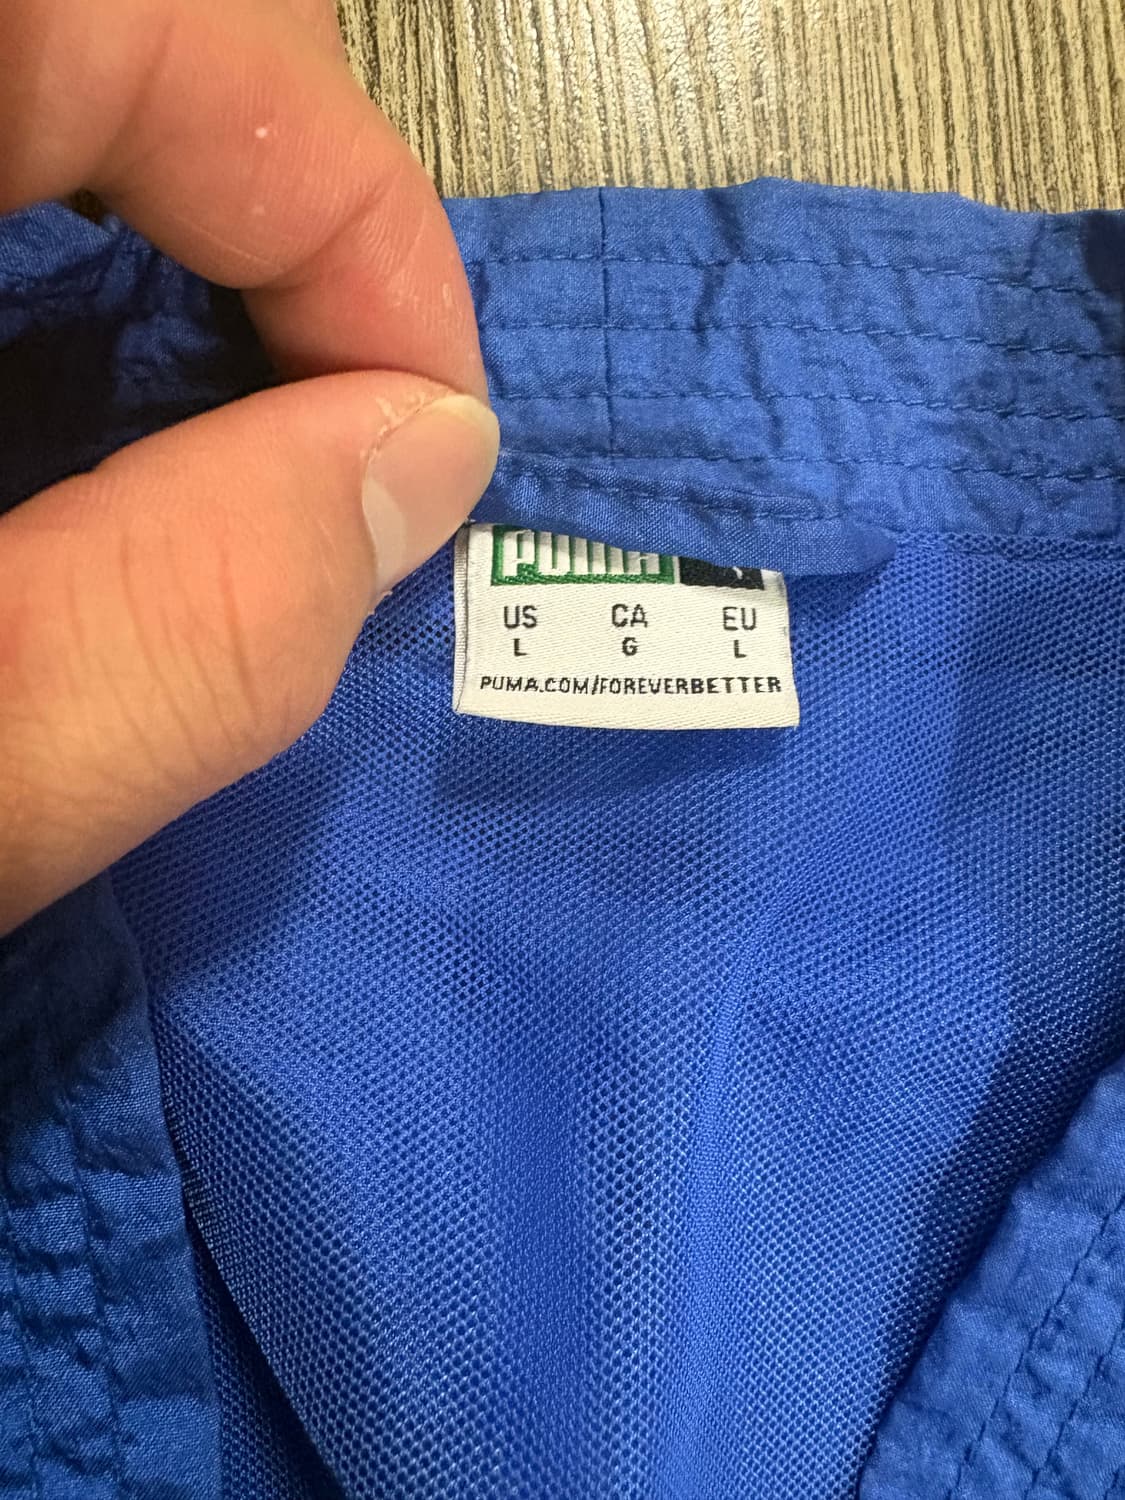 PUMA
US CA EU
L G L
PUMA.COM/FOREVERBETTER